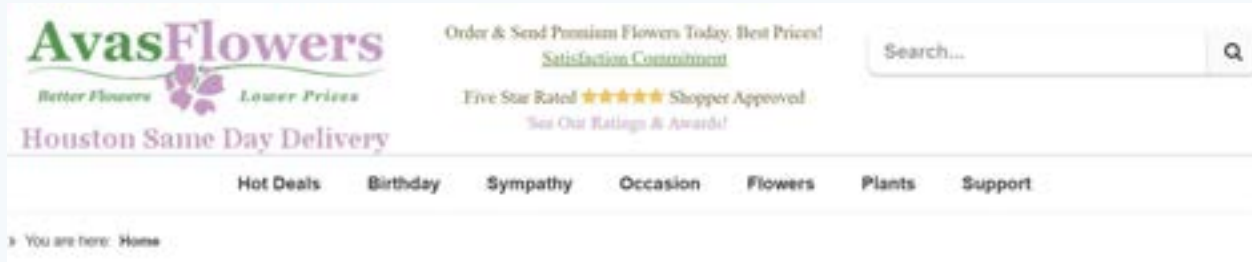 AvasFlowers
Better Flowers Lower Prices
Houston Same Day Delivery
Order & Send Premium Flowers Today. Best Prices!
Satisfaction Commitment
Five Star Rated ★★★★★ Shopper Approved
See Our Ratings & Awards!
Search...
Hot Deals Birthday Sympathy Occasion Flowers Plants Support
You are here: Home